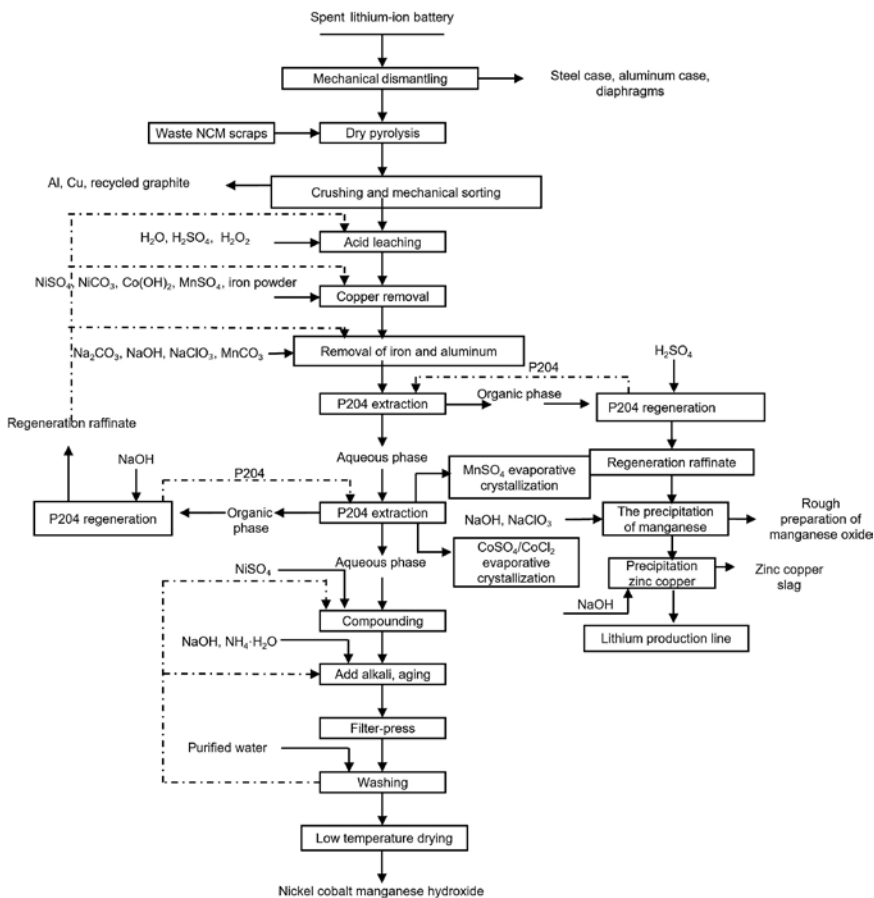 Spent lithium-ion battery
Mechanical dismantling
Steel case, aluminum case,
diaphragms
Waste NCM scraps
Dry pyrolysis
Al, Cu, recycled graphite
Crushing and mechanical sorting
H₂O, H₂SO₄, H₂O₂
Acid leaching
NiSO₄, NiCO₃, Co(OH)₂, MnSO₄, iron powder
Copper removal
Na₂CO₃, NaOH, NaClO₃, MnCO₃
Removal of iron and aluminum
H₂SO₄
P204
P204 extraction
Organic phase
P204 regeneration
Regeneration raffinate
Aqueous phase
Regeneration raffinate
NaOH
P204
MnSO₄ evaporative
crystallization
P204 regeneration
Organic
phase
P204 extraction
NaOH, NaClO₃
The precipitation
of manganese
Rough
preparation of
manganese oxide
CoSO₄/CoCl₂
evaporative
crystallization
Aqueous phase
NiSO₄
Precipitation
zinc copper
Zinc copper
slag
NaOH
Compounding
Lithium production line
NaOH, NH₄·H₂O
Add alkali, aging
Filter-press
Purified water
Washing
Low temperature drying
Nickel cobalt manganese hydroxide